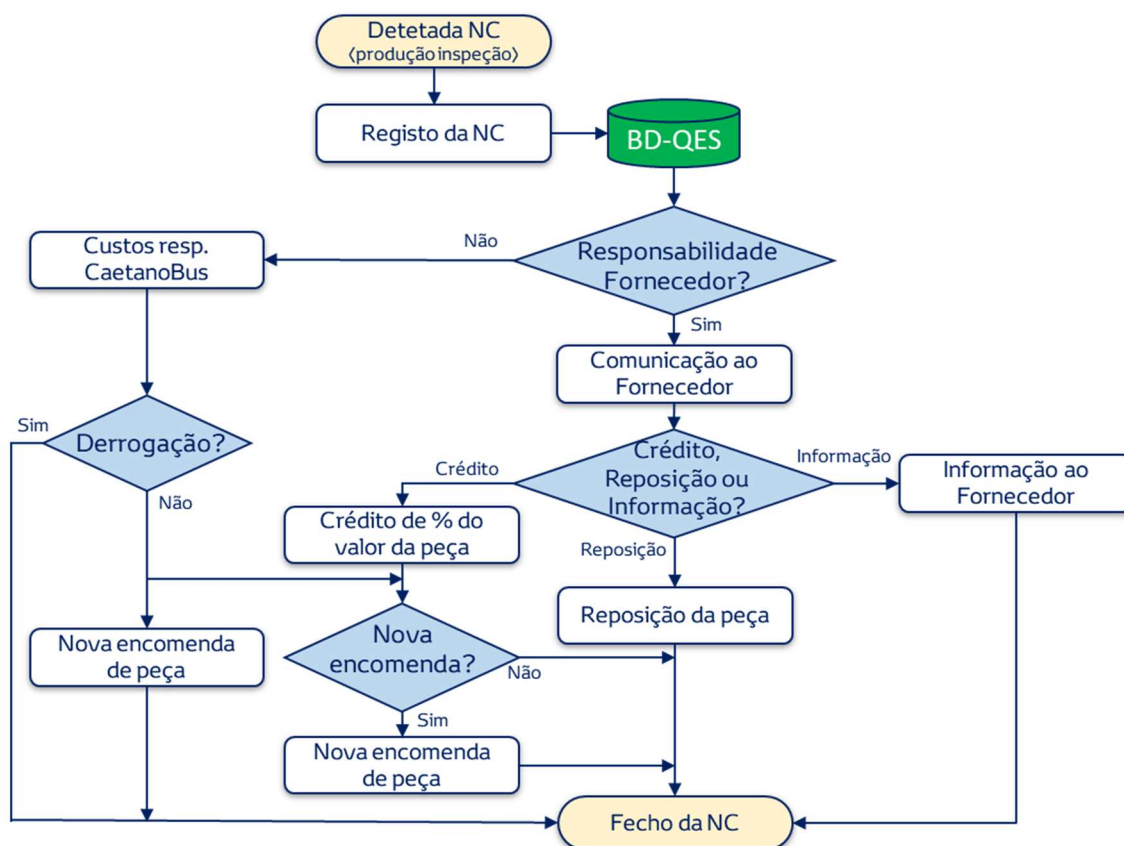 Detetada NC
⟨produção inspeção⟩
Registo da NC
BD-QES
Não
Responsabilidade
Fornecedor?
Custos resp.
CaetanoBus
Sim
Comunicação ao
Fornecedor
Sim
Derrogação?
Não
Crédito
Crédito,
Reposição ou
Informação?
Informação
Informação ao
Fornecedor
Crédito de % do
valor da peça
Reposição
Reposição da peça
Nova encomenda
de peça
Nova
encomenda?
Não
Sim
Nova encomenda
de peça
Fecho da NC